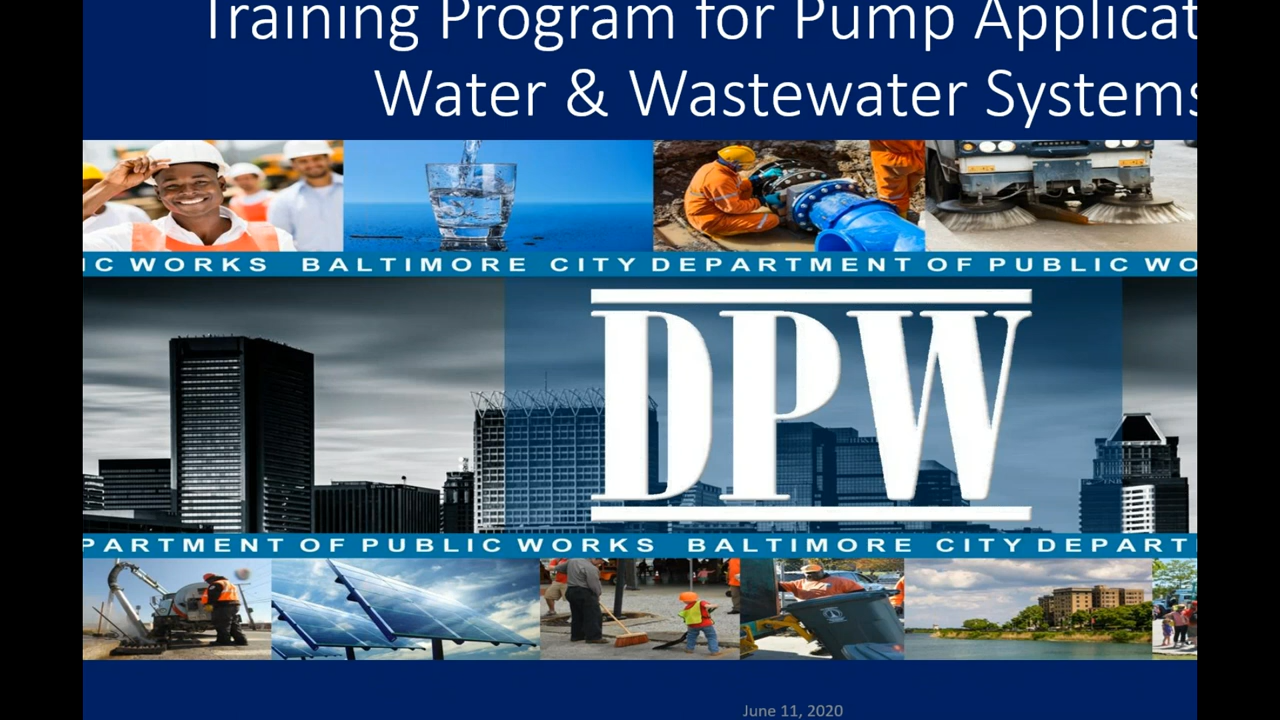 Training Program for Pump Applicat
Water & Wastewater Systems
IC WORKS BALTIMORE CITY DEPARTMENT OF PUBLIC WO
DPW
PARTMENT OF PUBLIC WORKS BALTIMORE CITY DEPART
June 11, 2020